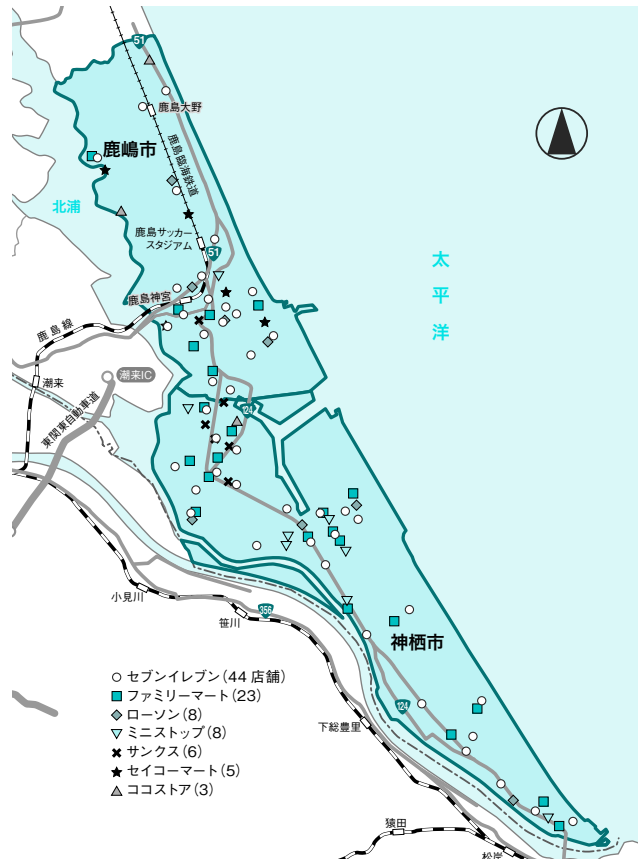 51
鹿島大野
鹿嶋市
鹿島臨海鉄道
北浦
鹿島サッカー
スタジアム
51
太平洋
鹿島神宮
鹿島線
潮来IC
潮来
東関東自動車道
124
小見川
356
笹川
神栖市
セブンイレブン(44店舗)
ファミリーマート(23)
ローソン(8)
ミニストップ(8)
サンクス(6)
セイコーマート(5)
ココストア(3)
124
下総豊里
猿田
松岸